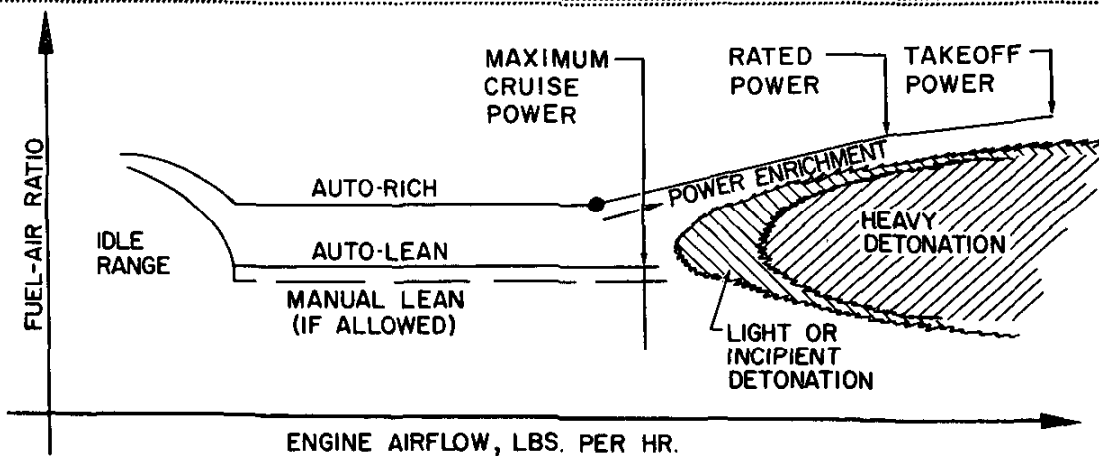 MAXIMUM
CRUISE
POWER
RATED
POWER
TAKEOFF
POWER
POWER ENRICHMENT
AUTO-RICH
HEAVY
DETONATION
IDLE
RANGE
AUTO-LEAN
MANUAL LEAN
(IF ALLOWED)
LIGHT OR
INCIPIENT
DETONATION
FUEL-AIR RATIO
ENGINE AIRFLOW, LBS. PER HR.